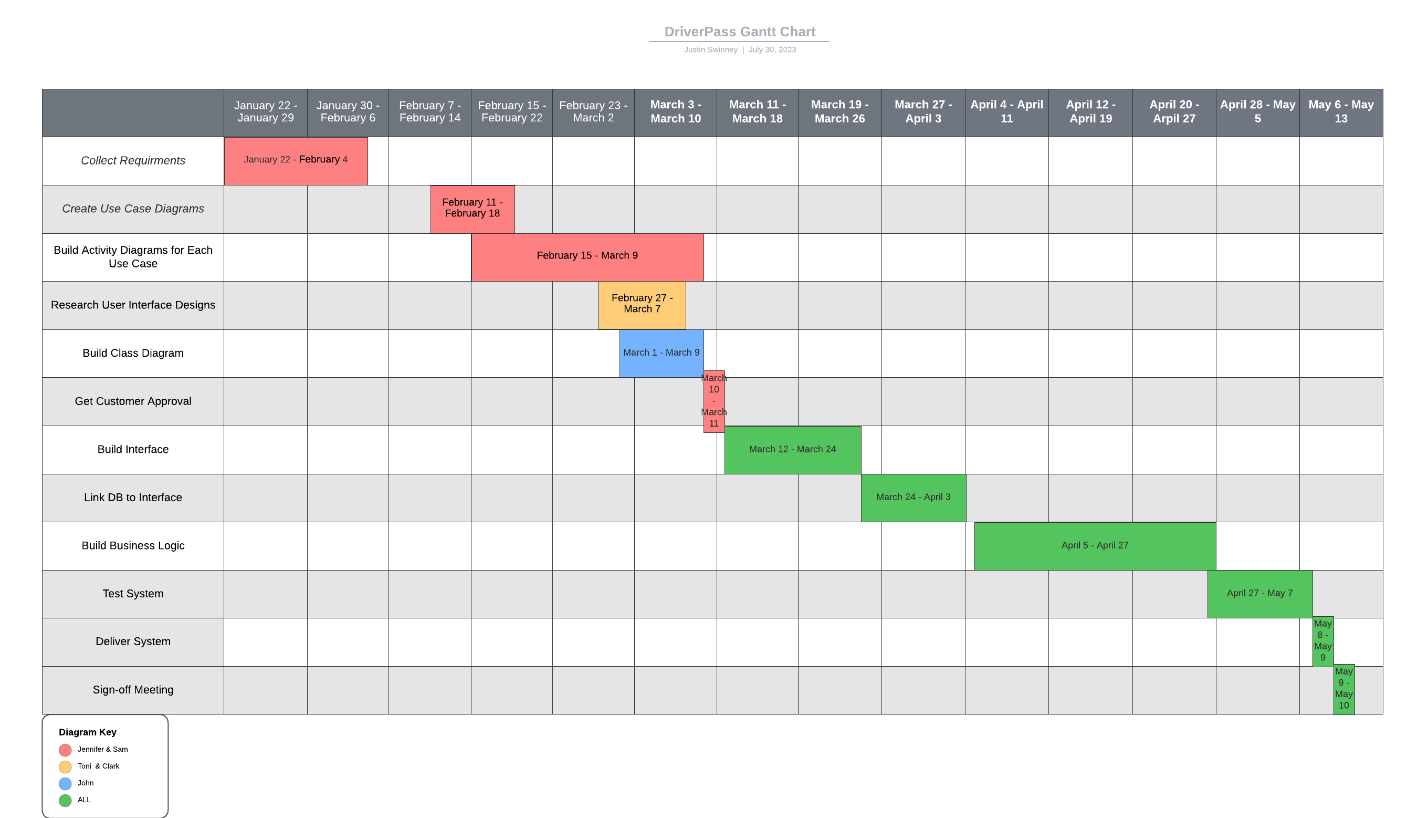 DriverPass Gantt Chart
Justin Swinney | July 30, 2023
January 22 -
January 29
January 30 -
February 6
February 7 -
February 14
February 15 -
February 22
February 23 -
March 2
March 3 -
March 10
March 11 -
March 18
March 19 -
March 26
March 27 -
April 3
April 4 - April
11
April 12 -
April 19
April 20 -
Arpil 27
April 28 - May
5
May 6 - May
13
Collect Requirments
January 22 - February 4
Create Use Case Diagrams
February 11 -
February 18
Build Activity Diagrams for Each
Use Case
February 15 - March 9
Research User Interface Designs
February 27 -
March 7
Build Class Diagram
March 1 - March 9
Get Customer Approval
March
10
-
March
11
Build Interface
March 12 - March 24
Link DB to Interface
March 24 - April 3
Build Business Logic
April 5 - April 27
Test System
April 27 - May 7
Deliver System
May
8 -
May
9
Sign-off Meeting
May
9 -
May
10
Diagram Key
Jennifer & Sam
Toni & Clark
John
ALL